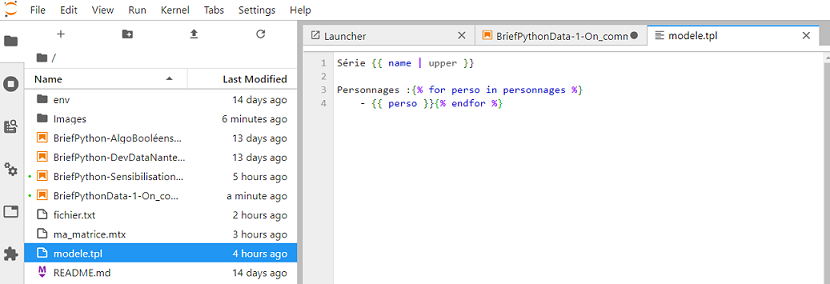 File Edit View Run Kernel Tabs Settings Help
Launcher
BriefPythonData-1-On_comn
modele.tpl
/
Name Last Modified
env 14 days ago
Images 6 minutes ago
BriefPython-AlgoBooléens... 13 days ago
BriefPython-DevDataNante... 13 days ago
BriefPython-Sensibilisation... 5 hours ago
BriefPythonData-1-On_co... a minute ago
fichier.txt 2 hours ago
ma_matrice.mtx 3 hours ago
modele.tpl 4 hours ago
README.md 14 days ago
1 Série {{ name | upper }}
2
3 Personnages :{% for perso in personnages %}
4     - {{ perso }}{% endfor %}